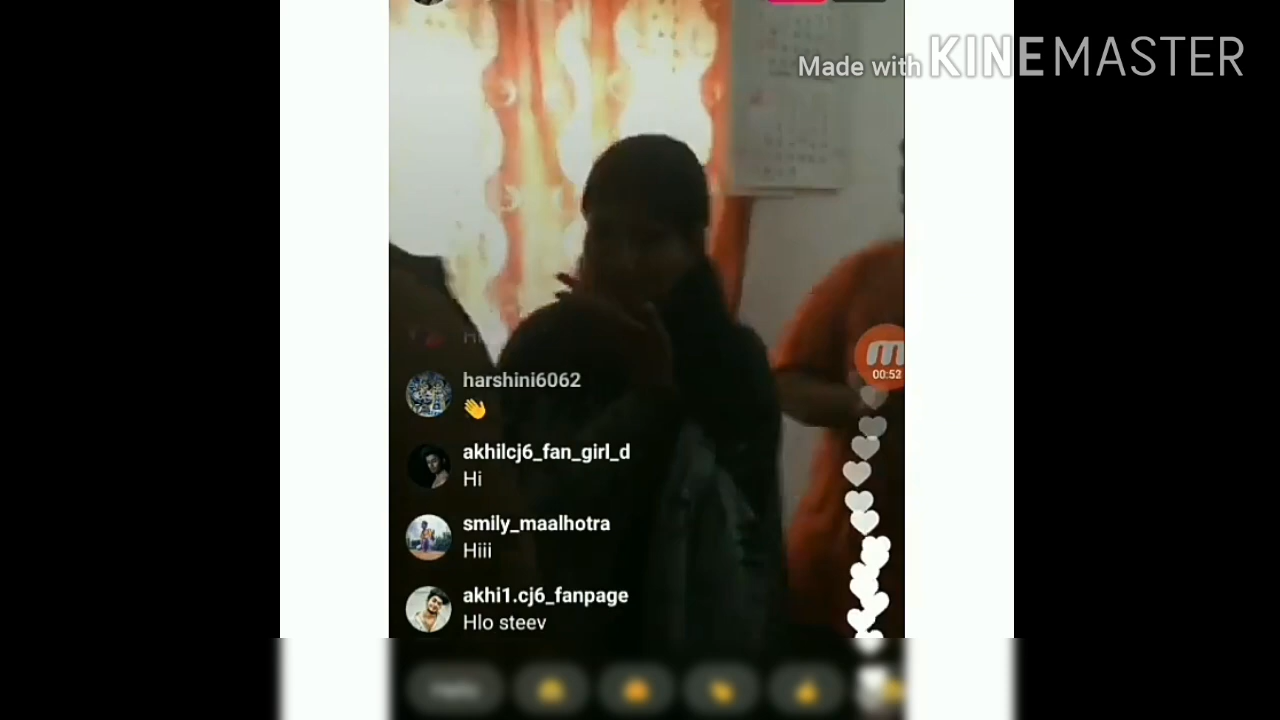 Made with KINEMASTER
00:52
harshini6062
👋
akhilcj6_fan_girl_d
Hi
smily_maalhotra
Hiii
akhi1.cj6_fanpage
Hlo steev